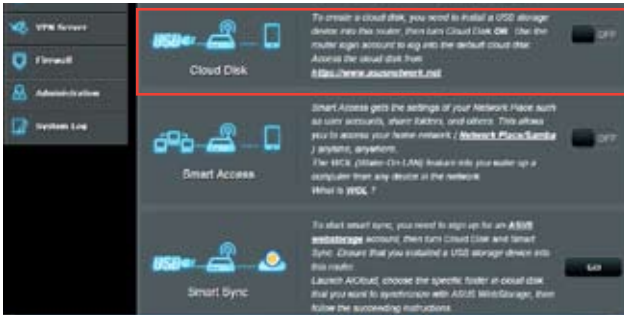 VPN Server
Firewall
Administration
System Log
USB
Cloud Disk
To create a cloud disk, you need to install a USB storage
device into this router, then turn Cloud Disk ON. Use the
router login account to log into the default cloud disk.
Access the cloud disk from
https://www.asusnetwork.net
OFF
Smart Access
Smart Access gets the settings of your Network Place such
as user accounts, share folders, and others. This allows
you to access your home network ( Network Place/Samba
) anytime, anywhere.
The WOL (Wake-On-LAN) feature lets you wake up a
computer from any device in the network.
What is WOL ?
OFF
USB
Smart Sync
To start smart sync, you need to sign up for an ASUS
webstorage account, then turn Cloud Disk and Smart
Sync. Ensure that you installed a USB storage device into
this router.
Launch AiCloud, choose the specific folder in cloud disk
that you want to synchronize with ASUS WebStorage, then
follow the succeeding instructions.
GO